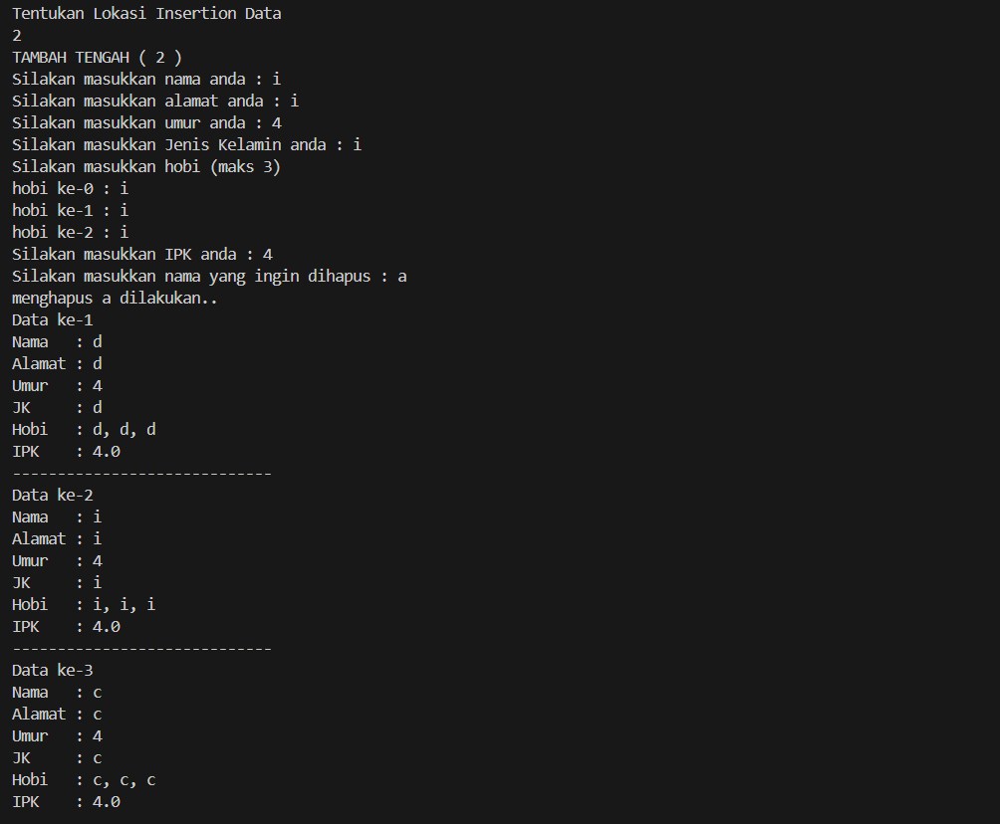 Tentukan Lokasi Insertion Data
2
TAMBAH TENGAH ( 2 )
Silakan masukkan nama anda : i
Silakan masukkan alamat anda : i
Silakan masukkan umur anda : 4
Silakan masukkan Jenis Kelamin anda : i
Silakan masukkan hobi (maks 3)
hobi ke-0 : i
hobi ke-1 : i
hobi ke-2 : i
Silakan masukkan IPK anda : 4
Silakan masukkan nama yang ingin dihapus : a
menghapus a dilakukan..
Data ke-1
Nama   : d
Alamat : d
Umur   : 4
JK     : d
Hobi   : d, d, d
IPK    : 4.0
-----------------------------
Data ke-2
Nama   : i
Alamat : i
Umur   : 4
JK     : i
Hobi   : i, i, i
IPK    : 4.0
-----------------------------
Data ke-3
Nama   : c
Alamat : c
Umur   : 4
JK     : c
Hobi   : c, c, c
IPK    : 4.0